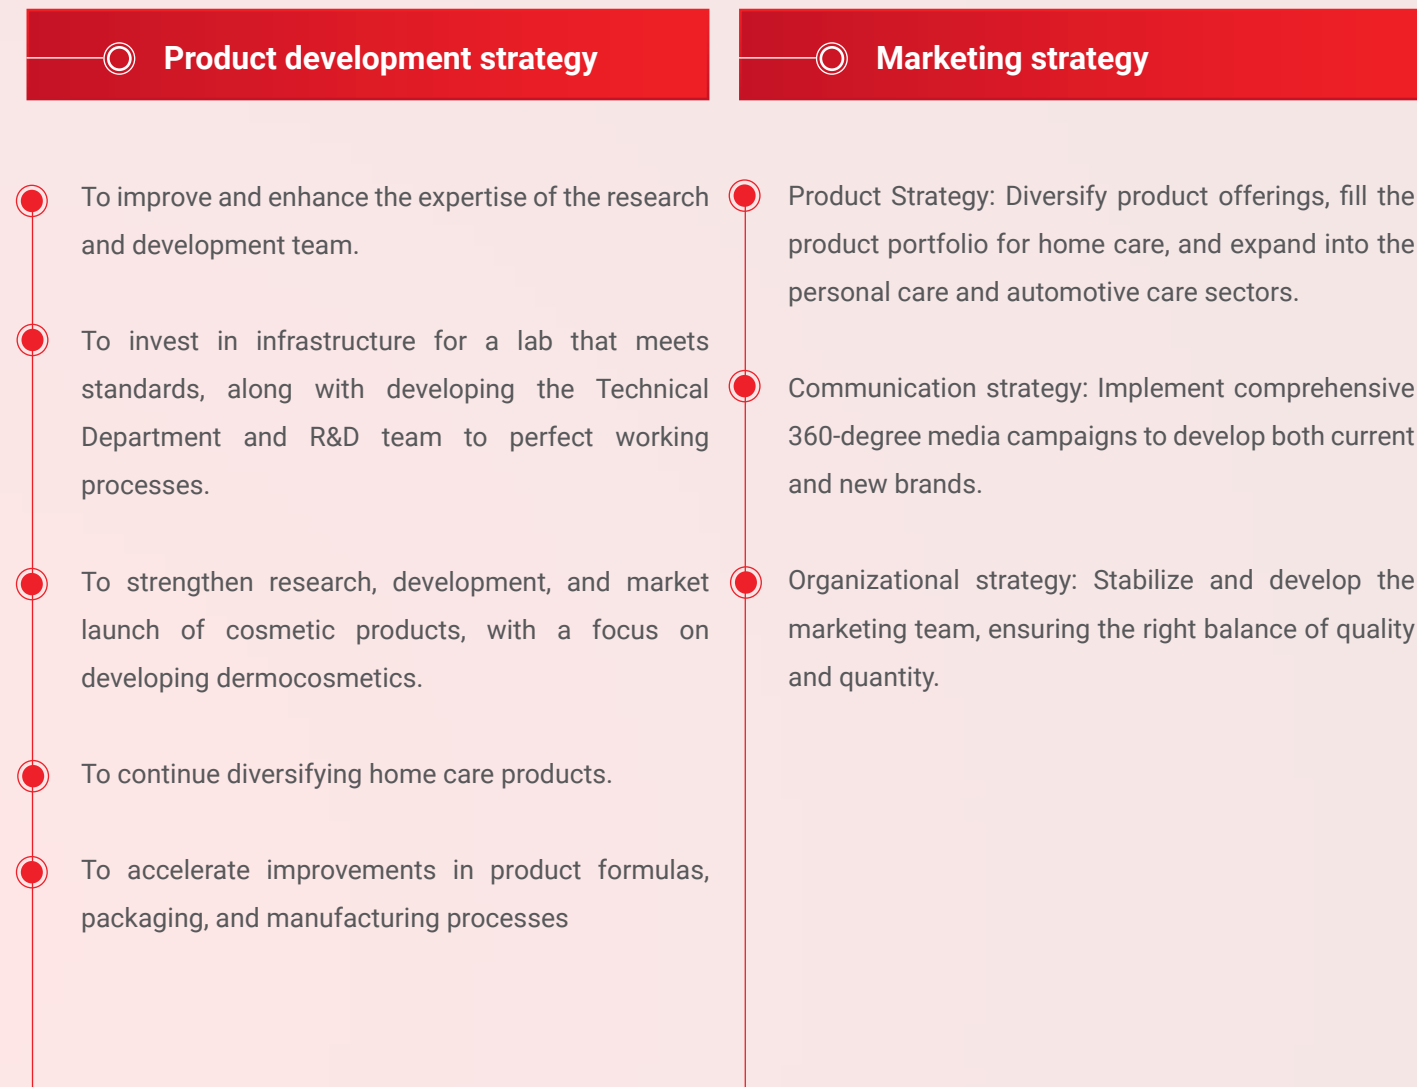 Product development strategy
To improve and enhance the expertise of the research
and development team.
To invest in infrastructure for a lab that meets
standards, along with developing the Technical
Department and R&D team to perfect working
processes.
To strengthen research, development, and market
launch of cosmetic products, with a focus on
developing dermocosmetics.
To continue diversifying home care products.
To accelerate improvements in product formulas,
packaging, and manufacturing processes
Marketing strategy
Product Strategy: Diversify product offerings, fill the
product portfolio for home care, and expand into the
personal care and automotive care sectors.
Communication strategy: Implement comprehensive
360-degree media campaigns to develop both current
and new brands.
Organizational strategy: Stabilize and develop the
marketing team, ensuring the right balance of quality
and quantity.